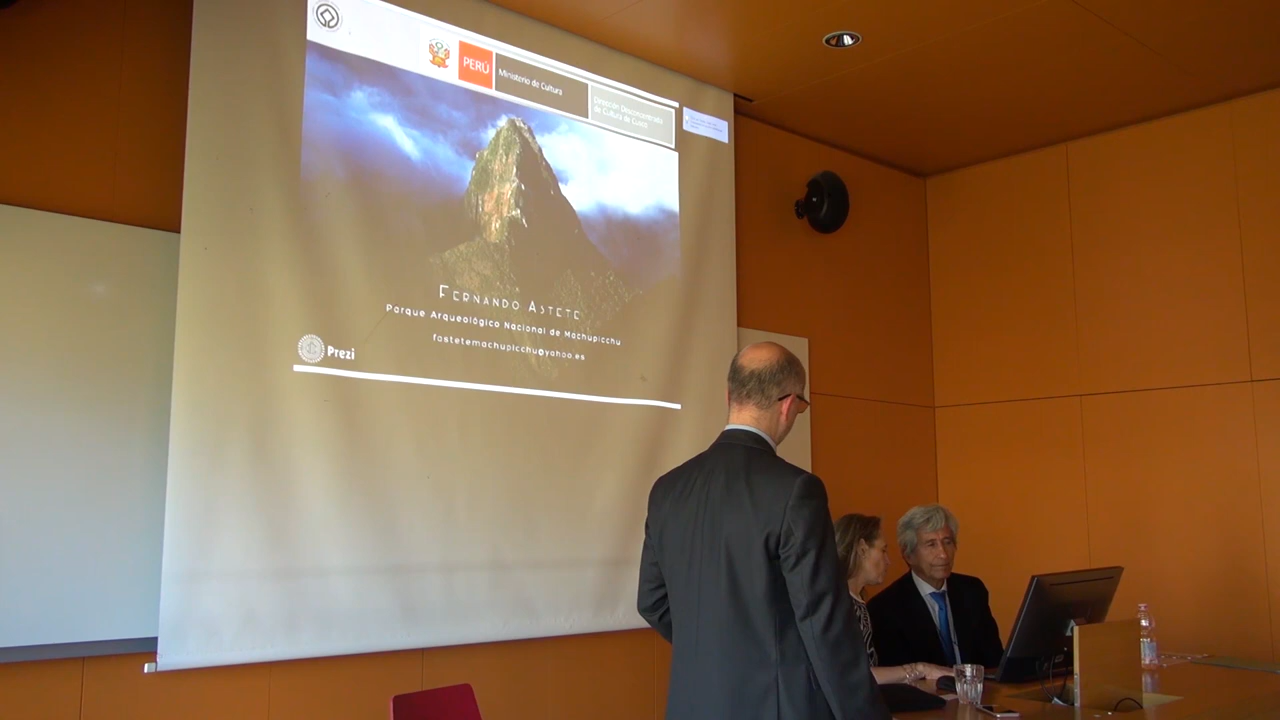 PERÚ
Ministerio de Cultura
Dirección Desconcentrada
de Cultura de Cusco
FERNANDO ASTETE
Parque Arqueológico Nacional de Machupicchu
fastetemachupicchu@yahoo.es
Prezi